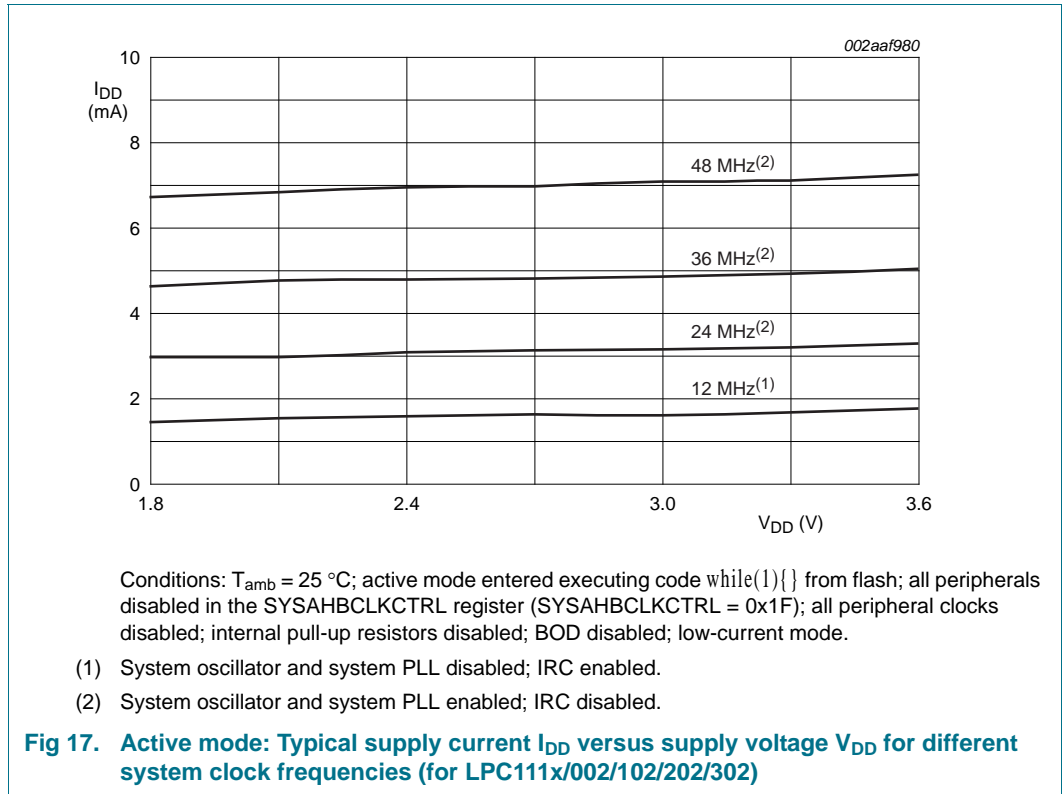 002aaf980
10
I_DD
(mA)
8
48 MHz(2)
6
36 MHz(2)
4
24 MHz(2)
2
12 MHz(1)
0
1.8
2.4
3.0
3.6
V_DD (V)
Conditions: T_amb = 25 °C; active mode entered executing code while(1){} from flash; all peripherals
disabled in the SYSAHBCLKCTRL register (SYSAHBCLKCTRL = 0x1F); all peripheral clocks
disabled; internal pull-up resistors disabled; BOD disabled; low-current mode.
(1) System oscillator and system PLL disabled; IRC enabled.
(2) System oscillator and system PLL enabled; IRC disabled.
Fig 17. Active mode: Typical supply current I_DD versus supply voltage V_DD for different
system clock frequencies (for LPC111x/002/102/202/302)